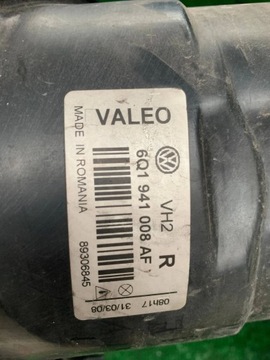 VALEO
MADE IN ROMANIA
VH2
R
6Q1 941 008 AF
89306845
08h17
31/03/08